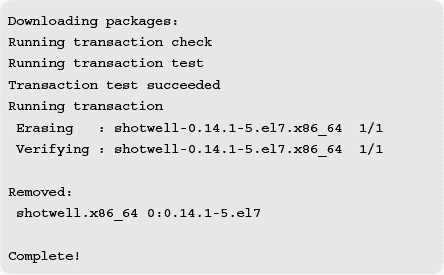 Downloading packages:
Running transaction check
Running transaction test
Transaction test succeeded
Running transaction
 Erasing   : shotwell-0.14.1-5.el7.x86_64  1/1
 Verifying : shotwell-0.14.1-5.el7.x86_64  1/1

Removed:
 shotwell.x86_64 0:0.14.1-5.el7

Complete!